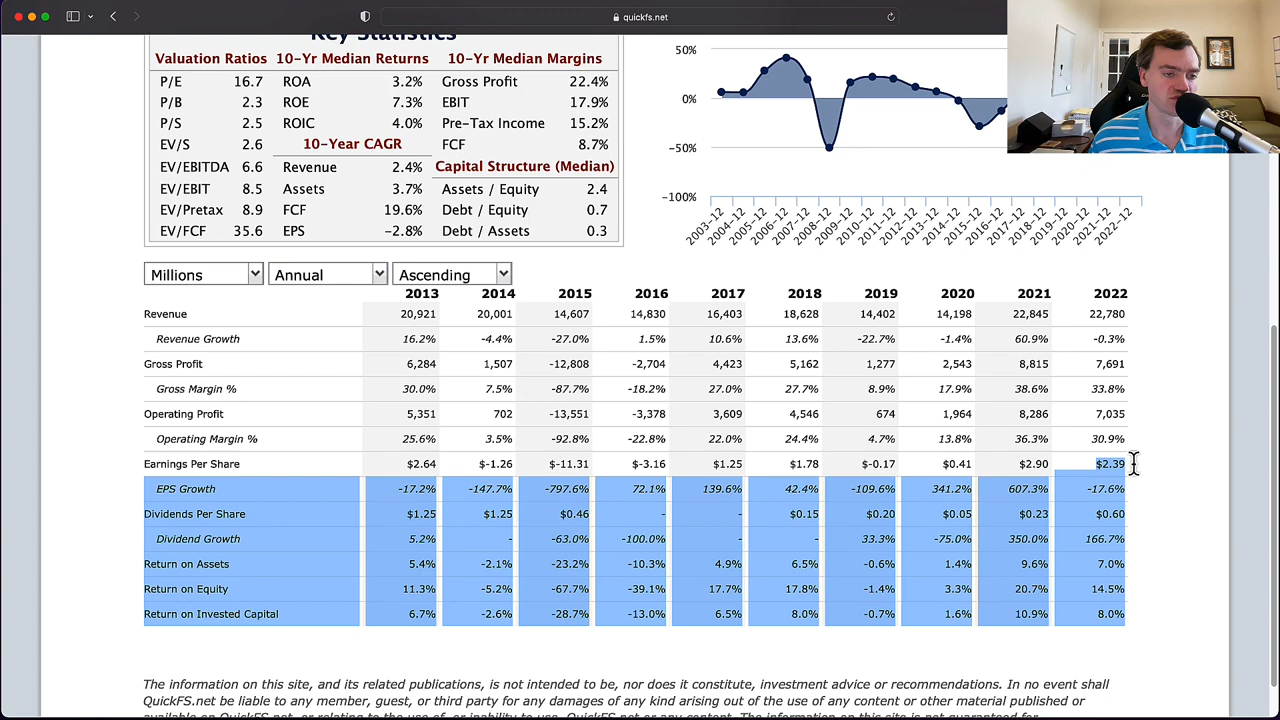 quickfs.net
Key Statistics
Valuation Ratios 10-Yr Median Returns 10-Yr Median Margins
P/E 16.7 ROA 3.2% Gross Profit 22.4%
P/B 2.3 ROE 7.3% EBIT 17.9%
P/S 2.5 ROIC 4.0% Pre-Tax Income 15.2%
EV/S 2.6 10-Year CAGR FCF 8.7%
EV/EBITDA 6.6 Revenue 2.4% Capital Structure (Median)
EV/EBIT 8.5 Assets 3.7% Assets / Equity 2.4
EV/Pretax 8.9 FCF 19.6% Debt / Equity 0.7
EV/FCF 35.6 EPS -2.8% Debt / Assets 0.3
50%
0%
-50%
-100%
2003-12 2004-12 2005-12 2006-12 2007-12 2008-12 2009-12 2010-12 2011-12 2012-12 2013-12 2014-12 2015-12 2016-12 2017-12 2018-12 2019-12 2020-12 2021-12 2022-12
Millions Annual Ascending
2013 2014 2015 2016 2017 2018 2019 2020 2021 2022
Revenue 20,921 20,001 14,607 14,830 16,403 18,628 14,402 14,198 22,845 22,780
Revenue Growth 16.2% -4.4% -27.0% 1.5% 10.6% 13.6% -22.7% -1.4% 60.9% -0.3%
Gross Profit 6,284 1,507 -12,808 -2,704 4,423 5,162 1,277 2,543 8,815 7,691
Gross Margin % 30.0% 7.5% -87.7% -18.2% 27.0% 27.7% 8.9% 17.9% 38.6% 33.8%
Operating Profit 5,351 702 -13,551 -3,378 3,609 4,546 674 1,964 8,286 7,035
Operating Margin % 25.6% 3.5% -92.8% -22.8% 22.0% 24.4% 4.7% 13.8% 36.3% 30.9%
Earnings Per Share $2.64 $-1.26 $-11.31 $-3.16 $1.25 $1.78 $-0.17 $0.41 $2.90 $2.39
EPS Growth -17.2% -147.7% -797.6% 72.1% 139.6% 42.4% -109.6% 341.2% 607.3% -17.6%
Dividends Per Share $1.25 $1.25 $0.46 - - $0.15 $0.20 $0.05 $0.23 $0.60
Dividend Growth 5.2% - -63.0% -100.0% - - 33.3% -75.0% 350.0% 166.7%
Return on Assets 5.4% -2.1% -23.2% -10.3% 4.9% 6.5% -0.6% 1.4% 9.6% 7.0%
Return on Equity 11.3% -5.2% -67.7% -39.1% 17.7% 17.8% -1.4% 3.3% 20.7% 14.5%
Return on Invested Capital 6.7% -2.6% -28.7% -13.0% 6.5% 8.0% -0.7% 1.6% 10.9% 8.0%
The information on this site, and its related publications, is not intended to be, nor does it constitute, investment advice or recommendations. In no event shall
QuickFS.net be liable to any member, guest, or third party for any damages of any kind arising out of the use of any content or other material published or